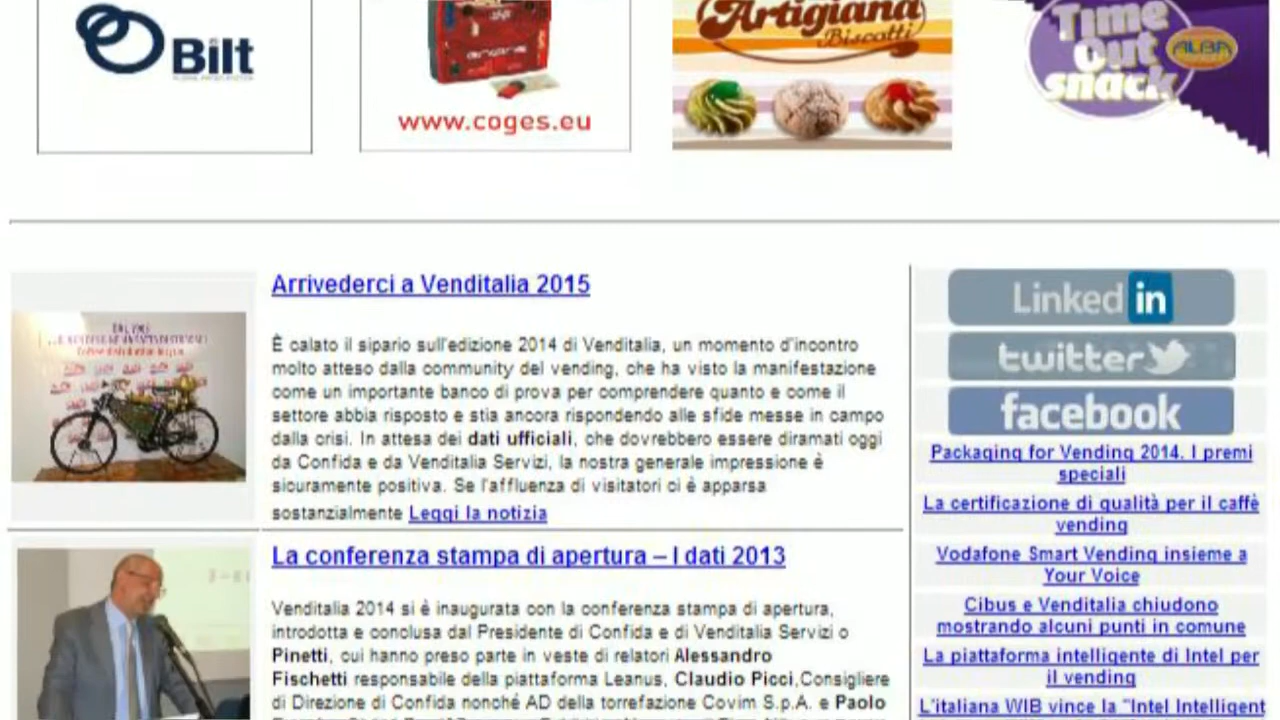 Bilt
www.coges.eu
Artigiana
Biscotti
Time
Out
snack
ALBA
Arrivederci a Venditalia 2015
È calato il sipario sull'edizione 2014 di Venditalia, un momento d'incontro
molto atteso dalla community del vending, che ha visto la manifestazione
come un importante banco di prova per comprendere quanto e come il
settore abbia risposto e stia ancora rispondendo alle sfide messe in campo
dalla crisi. In attesa dei dati ufficiali, che dovrebbero essere diramati oggi
da Confida e da Venditalia Servizi, la nostra generale impressione è
sicuramente positiva. Se l'affluenza di visitatori ci è apparsa
sostanzialmente Leggi la notizia
La conferenza stampa di apertura – I dati 2013
Venditalia 2014 si è inaugurata con la conferenza stampa di apertura,
introdotta e conclusa dal Presidente di Confida e di Venditalia Servizi o
Pinetti, cui hanno preso parte in veste di relatori Alessandro
Fischetti responsabile della piattaforma Leanus, Claudio Picci,Consigliere
di Direzione di Confida nonché AD della torrefazione Covim S.p.A. e Paolo
Linked in
twitter
facebook
Packaging for Vending 2014. I premi
speciali
La certificazione di qualità per il caffè
vending
Vodafone Smart Vending insieme a
Your Voice
Cibus e Venditalia chiudono
mostrando alcuni punti in comune
La piattaforma intelligente di Intel per
il vending
L'italiana WIB vince la "Intel Intelligent